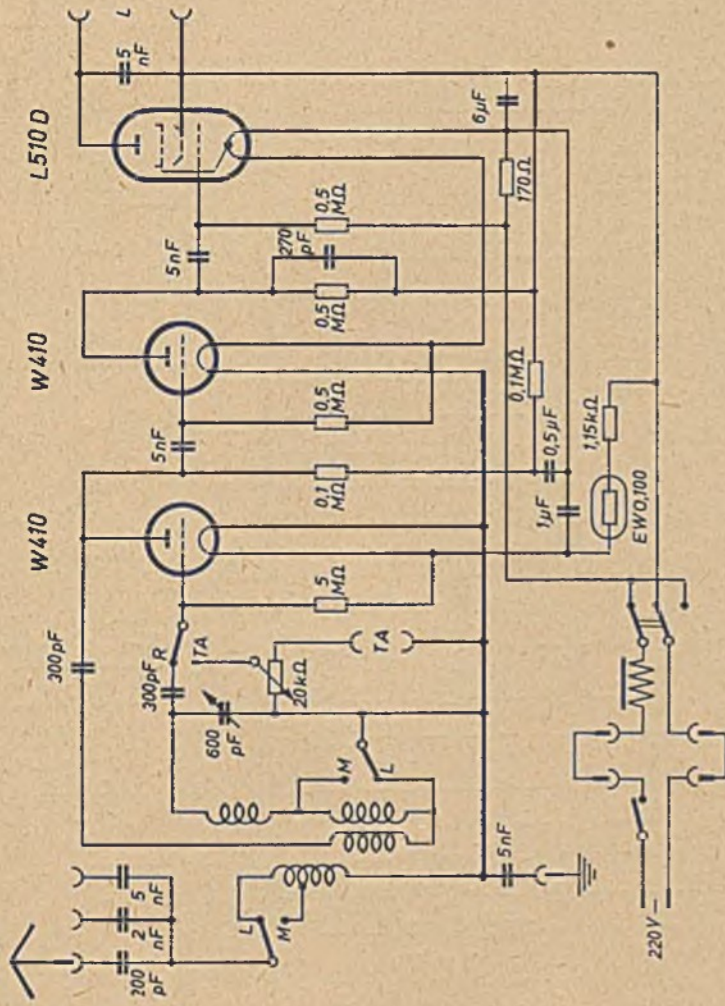 W410
W410
L510 D
L
5
nF
300pF
5nF
5nF
300pF
R
TA
600
pF
20kΩ
TA
5
MΩ
0,1
MΩ
0,5
MΩ
0,5
MΩ
270
pF
0,5
MΩ
6µF
170Ω
0,1MΩ
0,5µF
1µF
1,15kΩ
EW0,100
M
L
L
M
200
pF
2
nF
5
nF
5nF
220V –